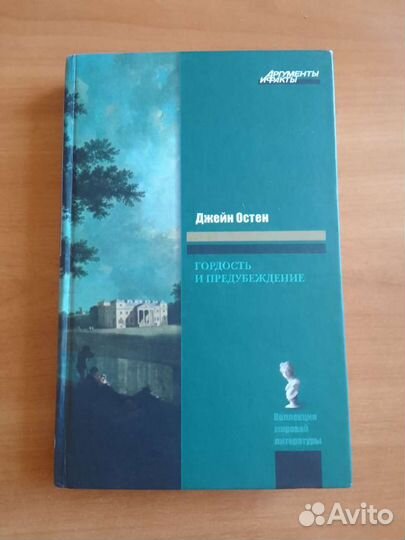 АРГУМЕНТЫ
И ФАКТЫ
Джейн Остен
ГОРДОСТЬ
И ПРЕДУБЕЖДЕНИЕ
Коллекция
мировой
литературы
Avito